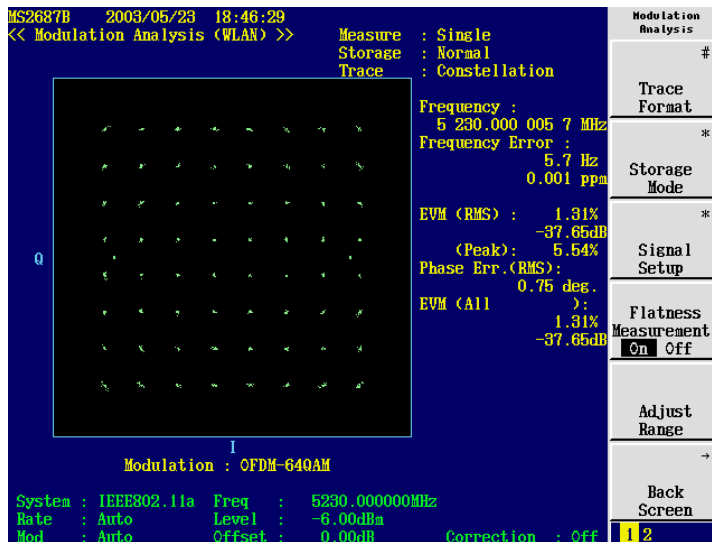 MS2687B 2003/05/23 18:46:29
<< Modulation Analysis (WLAN) >>
Measure : Single
Storage : Normal
Trace : Constellation
Frequency :
5 230.000 005 7 MHz
Frequency Error :
5.7 Hz
0.001 ppm
EVM (RMS) : 1.31%
-37.65dB
(Peak): 5.54%
Phase Err.(RMS):
0.75 deg.
EVM (All ):
1.31%
-37.65dB
Q
I
Modulation : OFDM-64QAM
System : IEEE802.11a Freq : 5230.000000MHz
Rate : Auto Level : -6.00dBm
Mod : Auto Offset : 0.00dB Correction : Off
Modulation
Analysis
#
Trace
Format
*
Storage
Mode
*
Signal
Setup
Flatness
Measurement
On Off
Adjust
Range
→
Back
Screen
1 2